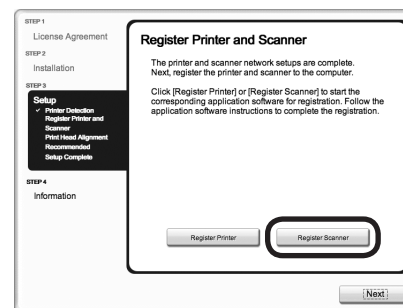 STEP 1
License Agreement
STEP 2
Installation
STEP 3
Setup
✓ Printer Detection
Register Printer and
Scanner
Print Head Alignment
Recommended
Setup Complete
STEP 4
Information
Register Printer and Scanner
The printer and scanner network setups are complete.
Next, register the printer and scanner to the computer.
Click [Register Printer] or [Register Scanner] to start the
corresponding application software for registration. Follow the
application software instructions to complete the registration.
Register Printer
Register Scanner
Next